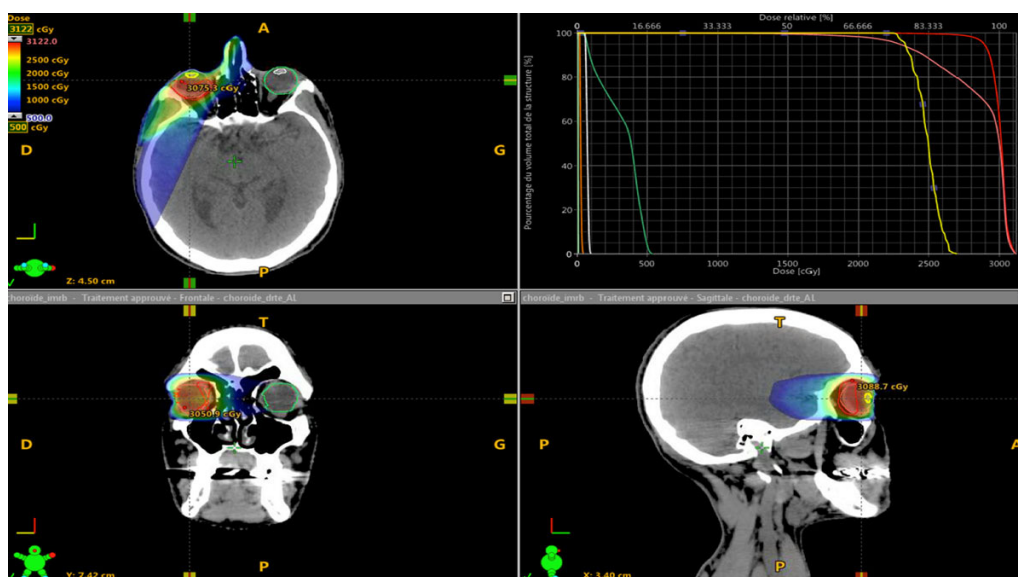 Dose
3122 cGy
3122.0
2500 cGy
2000 cGy
1500 cGy
1000 cGy
500.0
500 cGy
A
3075.3 cGy
D
G
P
Z: 4.50 cm
Dose relative [%]
0 16.666 33.333 50 66.666 83.333 100
Pourcentage du volume total de la structure [%]
100
80
60
40
20
0
0 500 1000 1500 2000 2500 3000
Dose [cGy]
choroide_imrb - Traitement approuvé - Frontale - choroide_drte_AL
T
3050.9 cGy
D
G
P
Y: 7.42 cm
choroide_imrb - Traitement approuvé - Sagittale - choroide_drte_AL
T
3088.7 cGy
P
A
P
X: 3.40 cm